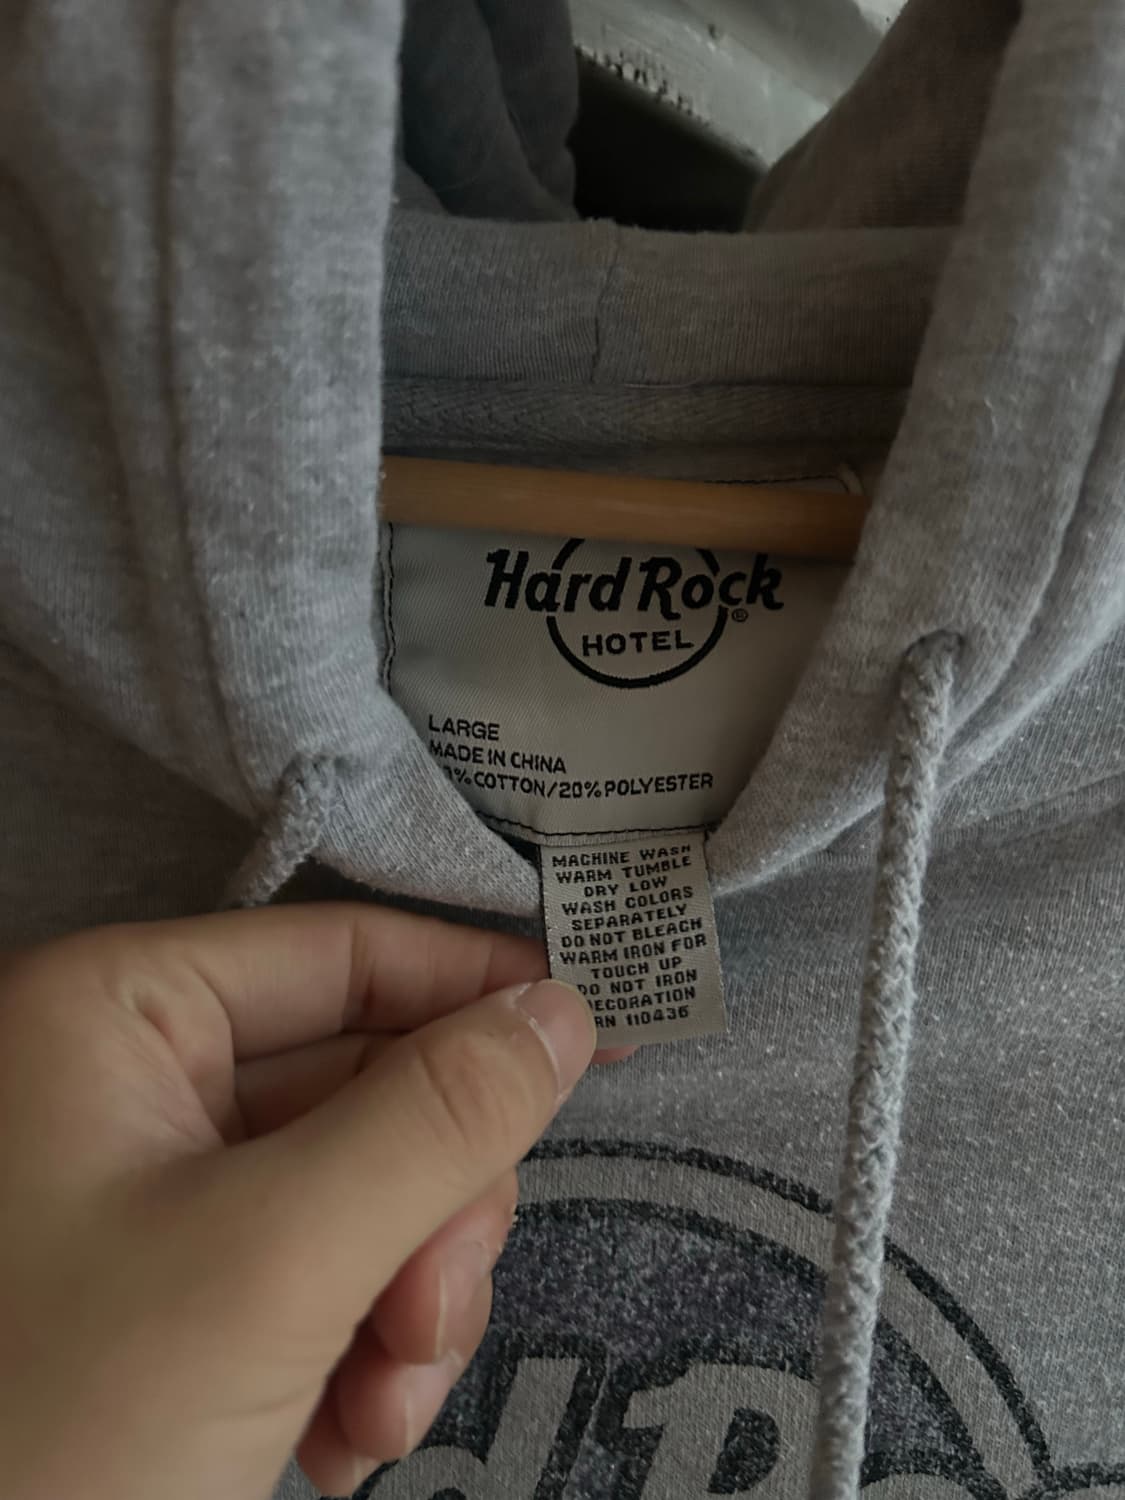 Hard Rock
®
HOTEL
LARGE
MADE IN CHINA
0% COTTON/20% POLYESTER
MACHINE WASH
WARM TUMBLE
DRY LOW
WASH COLORS
SEPARATELY
DO NOT BLEACH
WARM IRON FOR
TOUCH UP
DO NOT IRON
DECORATION
RN 110436
d R